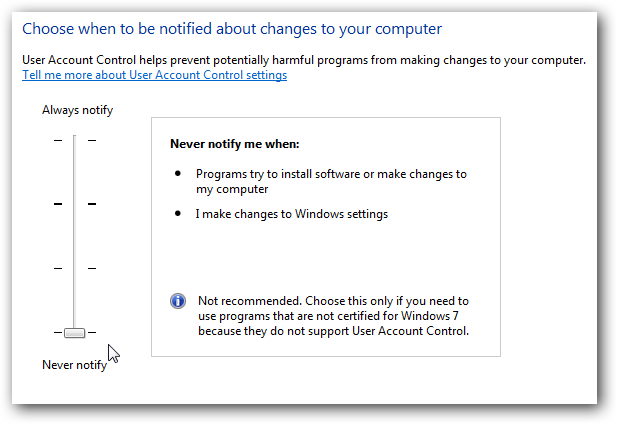 Choose when to be notified about changes to your computer
User Account Control helps prevent potentially harmful programs from making changes to your computer.
Tell me more about User Account Control settings
Always notify
Never notify me when:
Programs try to install software or make changes to
my computer
I make changes to Windows settings
Not recommended. Choose this only if you need to
use programs that are not certified for Windows 7
because they do not support User Account Control.
Never notify